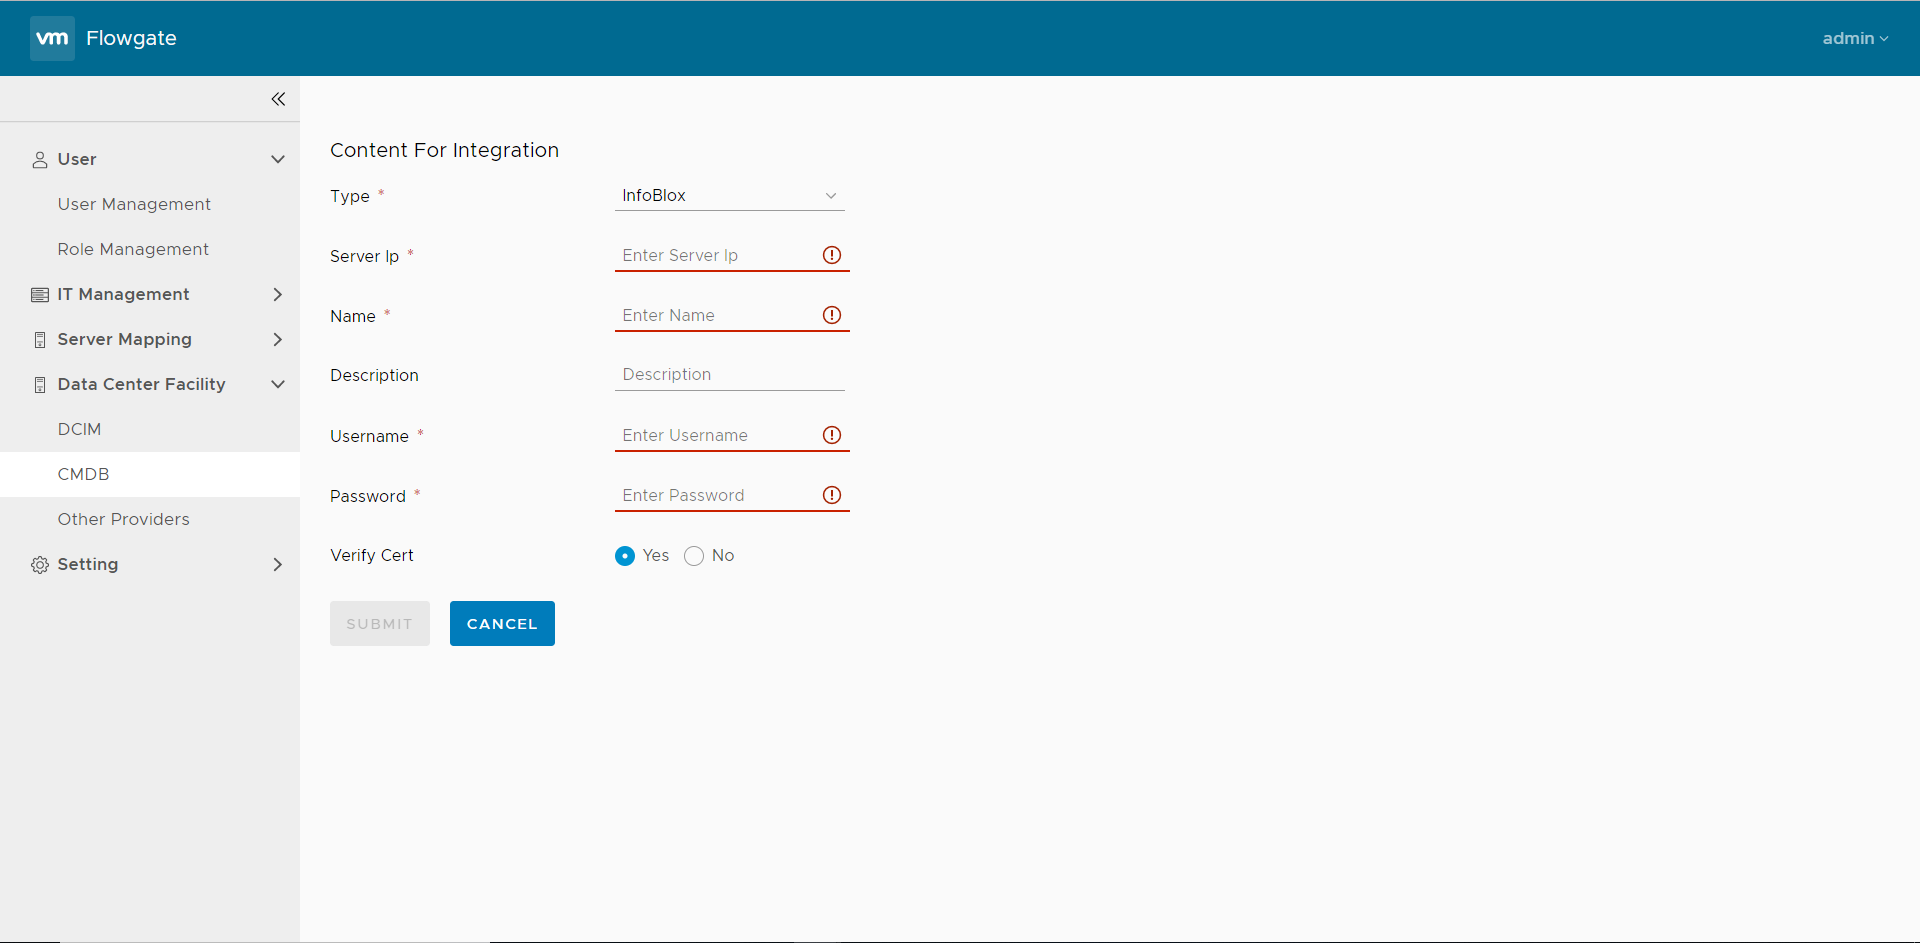 vm Flowgate
admin
User
User Management
Role Management
IT Management
Server Mapping
Data Center Facility
DCIM
CMDB
Other Providers
Setting
Content For Integration
Type * InfoBlox
Server Ip * Enter Server Ip
Name * Enter Name
Description Description
Username * Enter Username
Password * Enter Password
Verify Cert Yes No
SUBMIT CANCEL